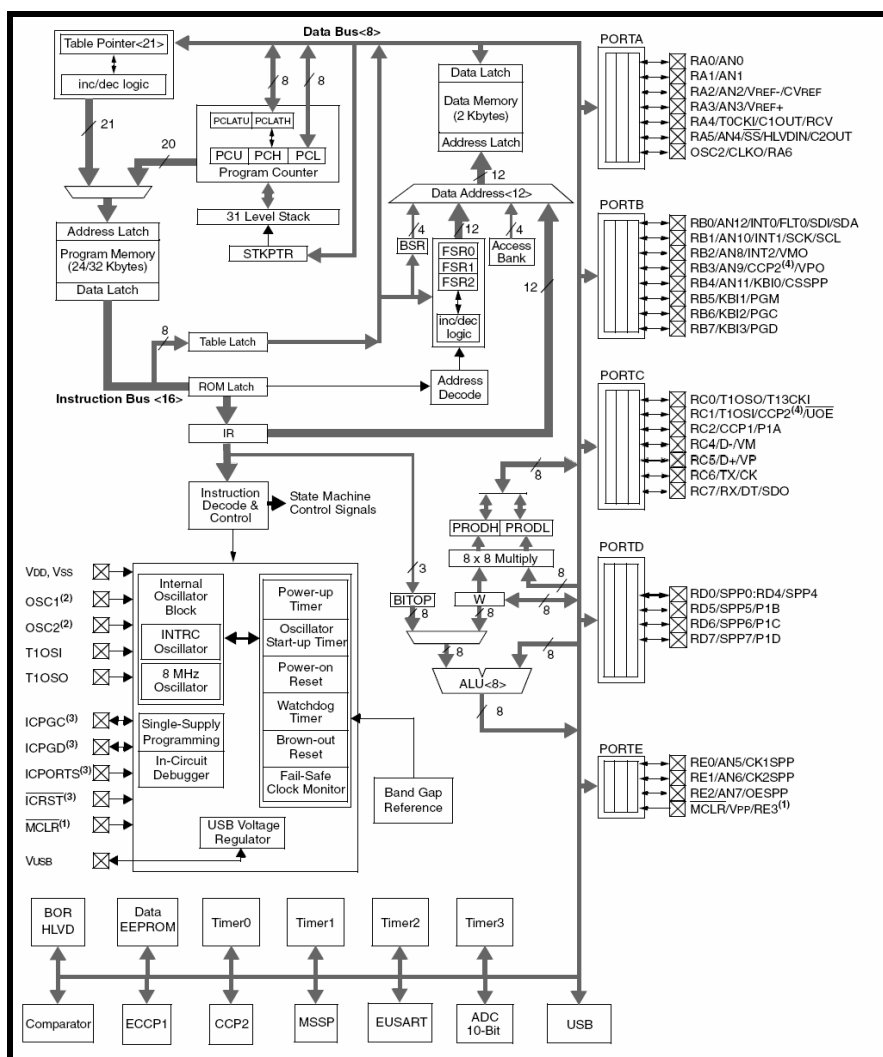 Data Bus<8>
Table Pointer<21>
inc/dec logic
21
20
8
8
PCLATU
PCLATH
PCU
PCH
PCL
Program Counter
31 Level Stack
STKPTR
Address Latch
Program Memory
(24/32 Kbytes)
Data Latch
8
Table Latch
ROM Latch
Instruction Bus <16>
IR
Instruction
Decode &
Control
State Machine
Control Signals
Data Latch
Data Memory
(2 Kbytes)
Address Latch
12
Data Address<12>
4
12
4
BSR
FSR0
FSR1
FSR2
Access
Bank
12
inc/dec
logic
Address
Decode
8
PRODH
PRODL
8 x 8 Multiply
3
BITOP
W
8
8
8
8
8
8
ALU<8>
8
VDD, VSS
OSC1(2)
OSC2(2)
T1OSI
T1OSO
ICPGC(3)
ICPGD(3)
ICPORTS(3)
ICRST(3)
MCLR(1)
VUSB
Internal
Oscillator
Block
INTRC
Oscillator
8 MHz
Oscillator
Single-Supply
Programming
In-Circuit
Debugger
Power-up
Timer
Oscillator
Start-up Timer
Power-on
Reset
Watchdog
Timer
Brown-out
Reset
Fail-Safe
Clock Monitor
Band Gap
Reference
USB Voltage
Regulator
PORTA
RA0/AN0
RA1/AN1
RA2/AN2/VREF-/CVREF
RA3/AN3/VREF+
RA4/T0CKI/C1OUT/RCV
RA5/AN4/SS/HLVDIN/C2OUT
OSC2/CLKO/RA6
PORTB
RB0/AN12/INT0/FLT0/SDI/SDA
RB1/AN10/INT1/SCK/SCL
RB2/AN8/INT2/VMO
RB3/AN9/CCP2(4)/VPO
RB4/AN11/KBI0/CSSPP
RB5/KBI1/PGM
RB6/KBI2/PGC
RB7/KBI3/PGD
PORTC
RC0/T1OSO/T13CKI
RC1/T1OSI/CCP2(4)/UOE
RC2/CCP1/P1A
RC4/D-/VM
RC5/D+/VP
RC6/TX/CK
RC7/RX/DT/SDO
PORTD
RD0/SPP0:RD4/SPP4
RD5/SPP5/P1B
RD6/SPP6/P1C
RD7/SPP7/P1D
PORTE
RE0/AN5/CK1SPP
RE1/AN6/CK2SPP
RE2/AN7/OESPP
MCLR/VPP/RE3(1)
BOR
HLVD
Data
EEPROM
Timer0
Timer1
Timer2
Timer3
Comparator
ECCP1
CCP2
MSSP
EUSART
ADC
10-Bit
USB